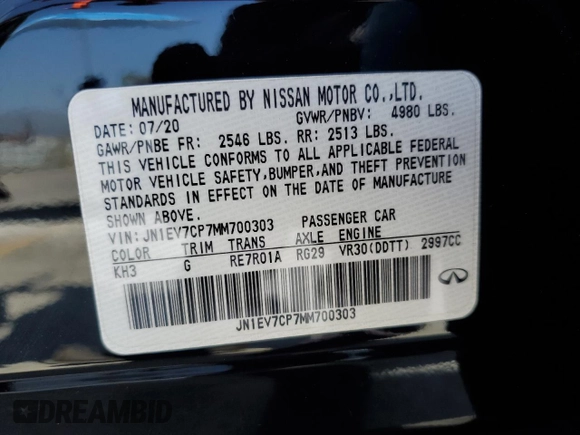 MANUFACTURED BY NISSAN MOTOR CO.,LTD.
DATE: 07/20 GVWR/PNBV: 4980 LBS.
GAWR/PNBE FR: 2546 LBS. RR: 2513 LBS.
THIS VEHICLE CONFORMS TO ALL APPLICABLE FEDERAL
MOTOR VEHICLE SAFETY,BUMPER,AND THEFT PREVENTION
STANDARDS IN EFFECT ON THE DATE OF MANUFACTURE
SHOWN ABOVE.
VIN: JN1EV7CP7MM700303 PASSENGER CAR
COLOR TRIM TRANS AXLE ENGINE
KH3 G RE7R01A RG29 VR30(DDTT) 2997CC
JN1EV7CP7MM700303
DREAMBID